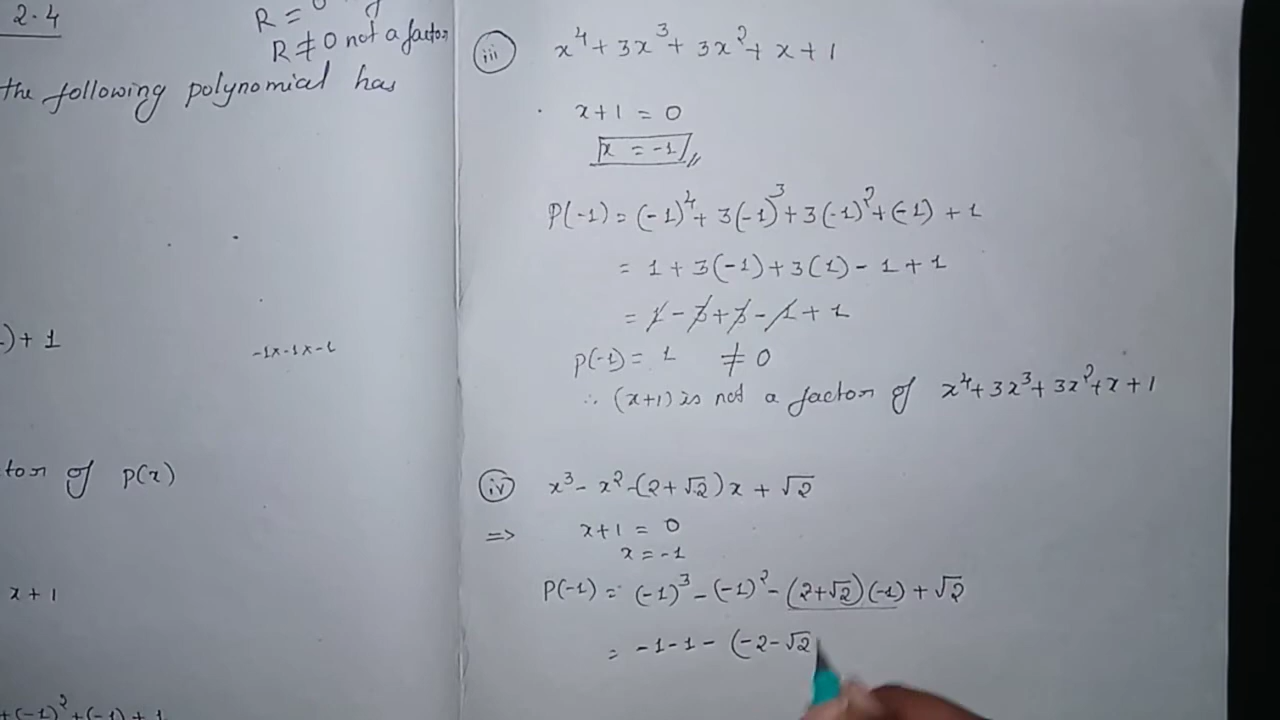 2.4
R = 0
R ≠ 0 not a factor
the following polynomial has
) + 1
-1x-1x-1
tor of p(x)
x + 1
+(-1)² +(-1) + 1
(iii) x⁴ + 3x³ + 3x² + x + 1
x + 1 = 0
x = -1
P(-1) = (-1)⁴ + 3(-1)³ + 3(-1)² + (-1) + 1
= 1 + 3(-1) + 3(1) - 1 + 1
= 1 - 3 + 3 - 1 + 1
P(-1) = 1 ≠ 0
∴ (x+1) is not a factor of x⁴ + 3x³ + 3x² + x + 1
(iv) x³ - x² - (2 + √2) x + √2
=> x + 1 = 0
x = -1
P(-1) = (-1)³ - (-1)² - (2+√2)(-1) + √2
= -1 - 1 - (-2 - √2